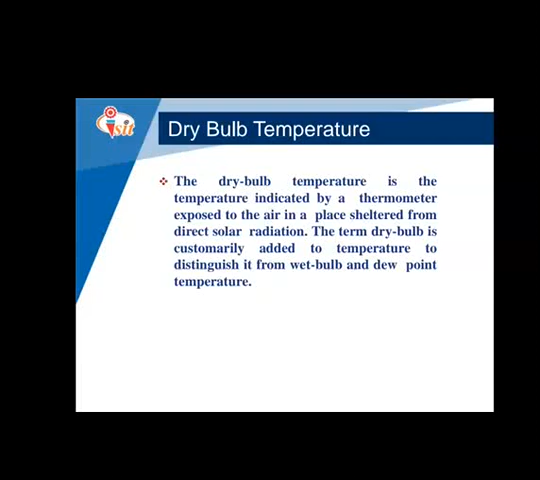 sit
Dry Bulb Temperature
The dry-bulb temperature is the
temperature indicated by a thermometer
exposed to the air in a place sheltered from
direct solar radiation. The term dry-bulb is
customarily added to temperature to
distinguish it from wet-bulb and dew point
temperature.